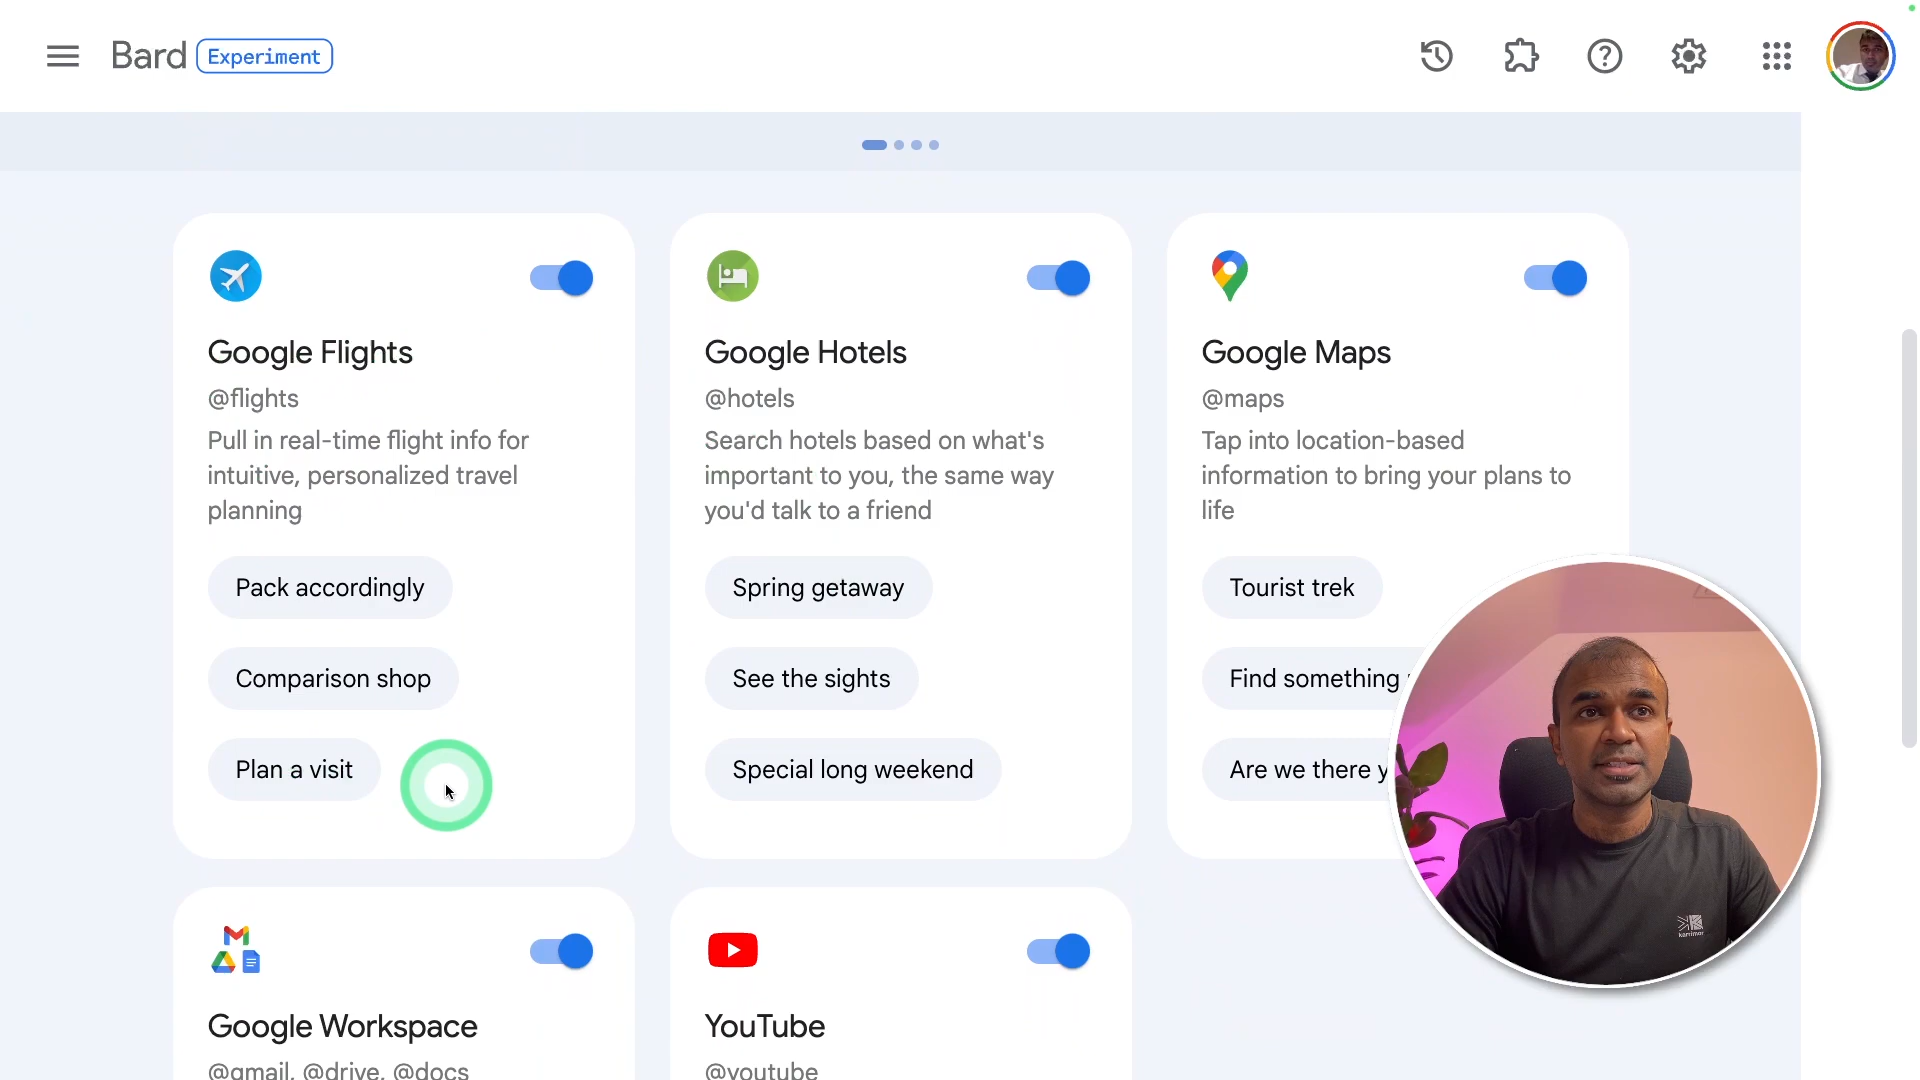 Bard Experiment
Google Flights
@flights
Pull in real-time flight info for
intuitive, personalized travel
planning
Pack accordingly
Comparison shop
Plan a visit
Google Hotels
@hotels
Search hotels based on what's
important to you, the same way
you'd talk to a friend
Spring getaway
See the sights
Special long weekend
Google Maps
@maps
Tap into location-based
information to bring your plans to
life
Tourist trek
Find something
Are we there y
Google Workspace
@gmail, @drive, @docs
YouTube
@youtube